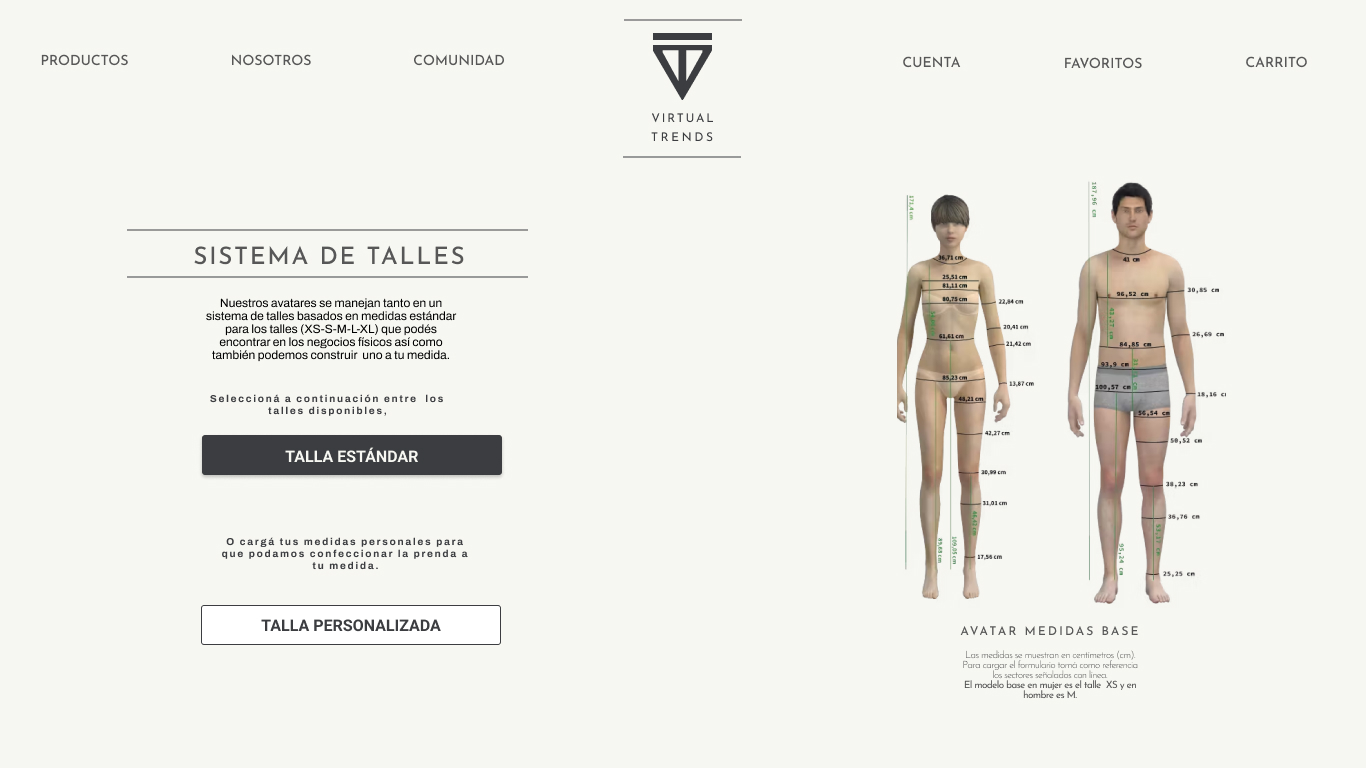 PRODUCTOS
NOSOTROS
COMUNIDAD
VIRTUAL
TRENDS
CUENTA
FAVORITOS
CARRITO
SISTEMA DE TALLES
Nuestros avatares se manejan tanto en un
sistema de talles basados en medidas estándar
para los talles (XS-S-M-L-XL) que podés
encontrar en los negocios físicos así como
también podemos construir uno a tu medida.
Seleccioná a continuación entre los
talles disponibles,
TALLA ESTÁNDAR
O cargá tus medidas personales para
que podamos confeccionar la prenda a
tu medida.
TALLA PERSONALIZADA
36,71 cm
25,51 cm
81,11 cm
80,75 cm
22,84 cm
20,41 cm
61,61 cm
21,42 cm
85,23 cm
13,87 cm
48,21 cm
42,27 cm
30,99 cm
31,01 cm
17,56 cm
187,96 cm
41 cm
96,52 cm
30,85 cm
26,69 cm
84,85 cm
93,9 cm
100,57 cm
18,16 c
56,54 cm
50,52 cm
38,23 cm
36,76 cm
25,25 cm
AVATAR MEDIDAS BASE
Las medidas se muestran en centímetros (cm).
Para cargar el formulario tomá como referencia
los sectores señalados con línea.
El modelo base en mujer es el talle XS y en
hombre es M.